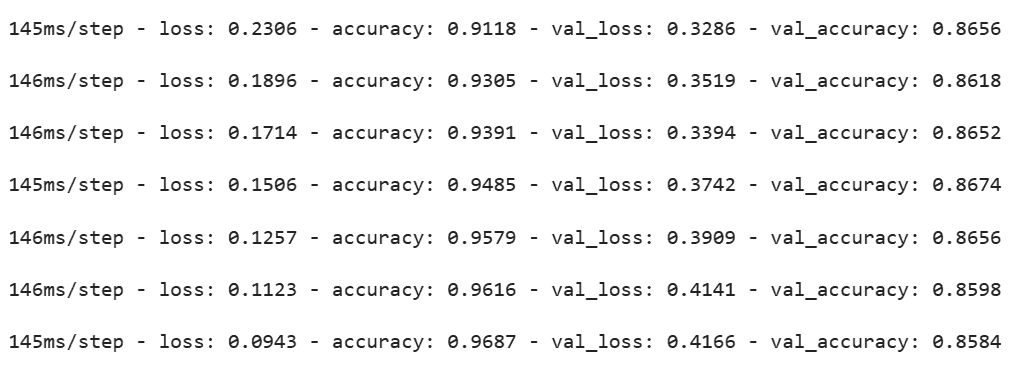 145ms/step - loss: 0.2306 - accuracy: 0.9118 - val_loss: 0.3286 - val_accuracy: 0.8656
146ms/step - loss: 0.1896 - accuracy: 0.9305 - val_loss: 0.3519 - val_accuracy: 0.8618
146ms/step - loss: 0.1714 - accuracy: 0.9391 - val_loss: 0.3394 - val_accuracy: 0.8652
145ms/step - loss: 0.1506 - accuracy: 0.9485 - val_loss: 0.3742 - val_accuracy: 0.8674
146ms/step - loss: 0.1257 - accuracy: 0.9579 - val_loss: 0.3909 - val_accuracy: 0.8656
146ms/step - loss: 0.1123 - accuracy: 0.9616 - val_loss: 0.4141 - val_accuracy: 0.8598
145ms/step - loss: 0.0943 - accuracy: 0.9687 - val_loss: 0.4166 - val_accuracy: 0.8584